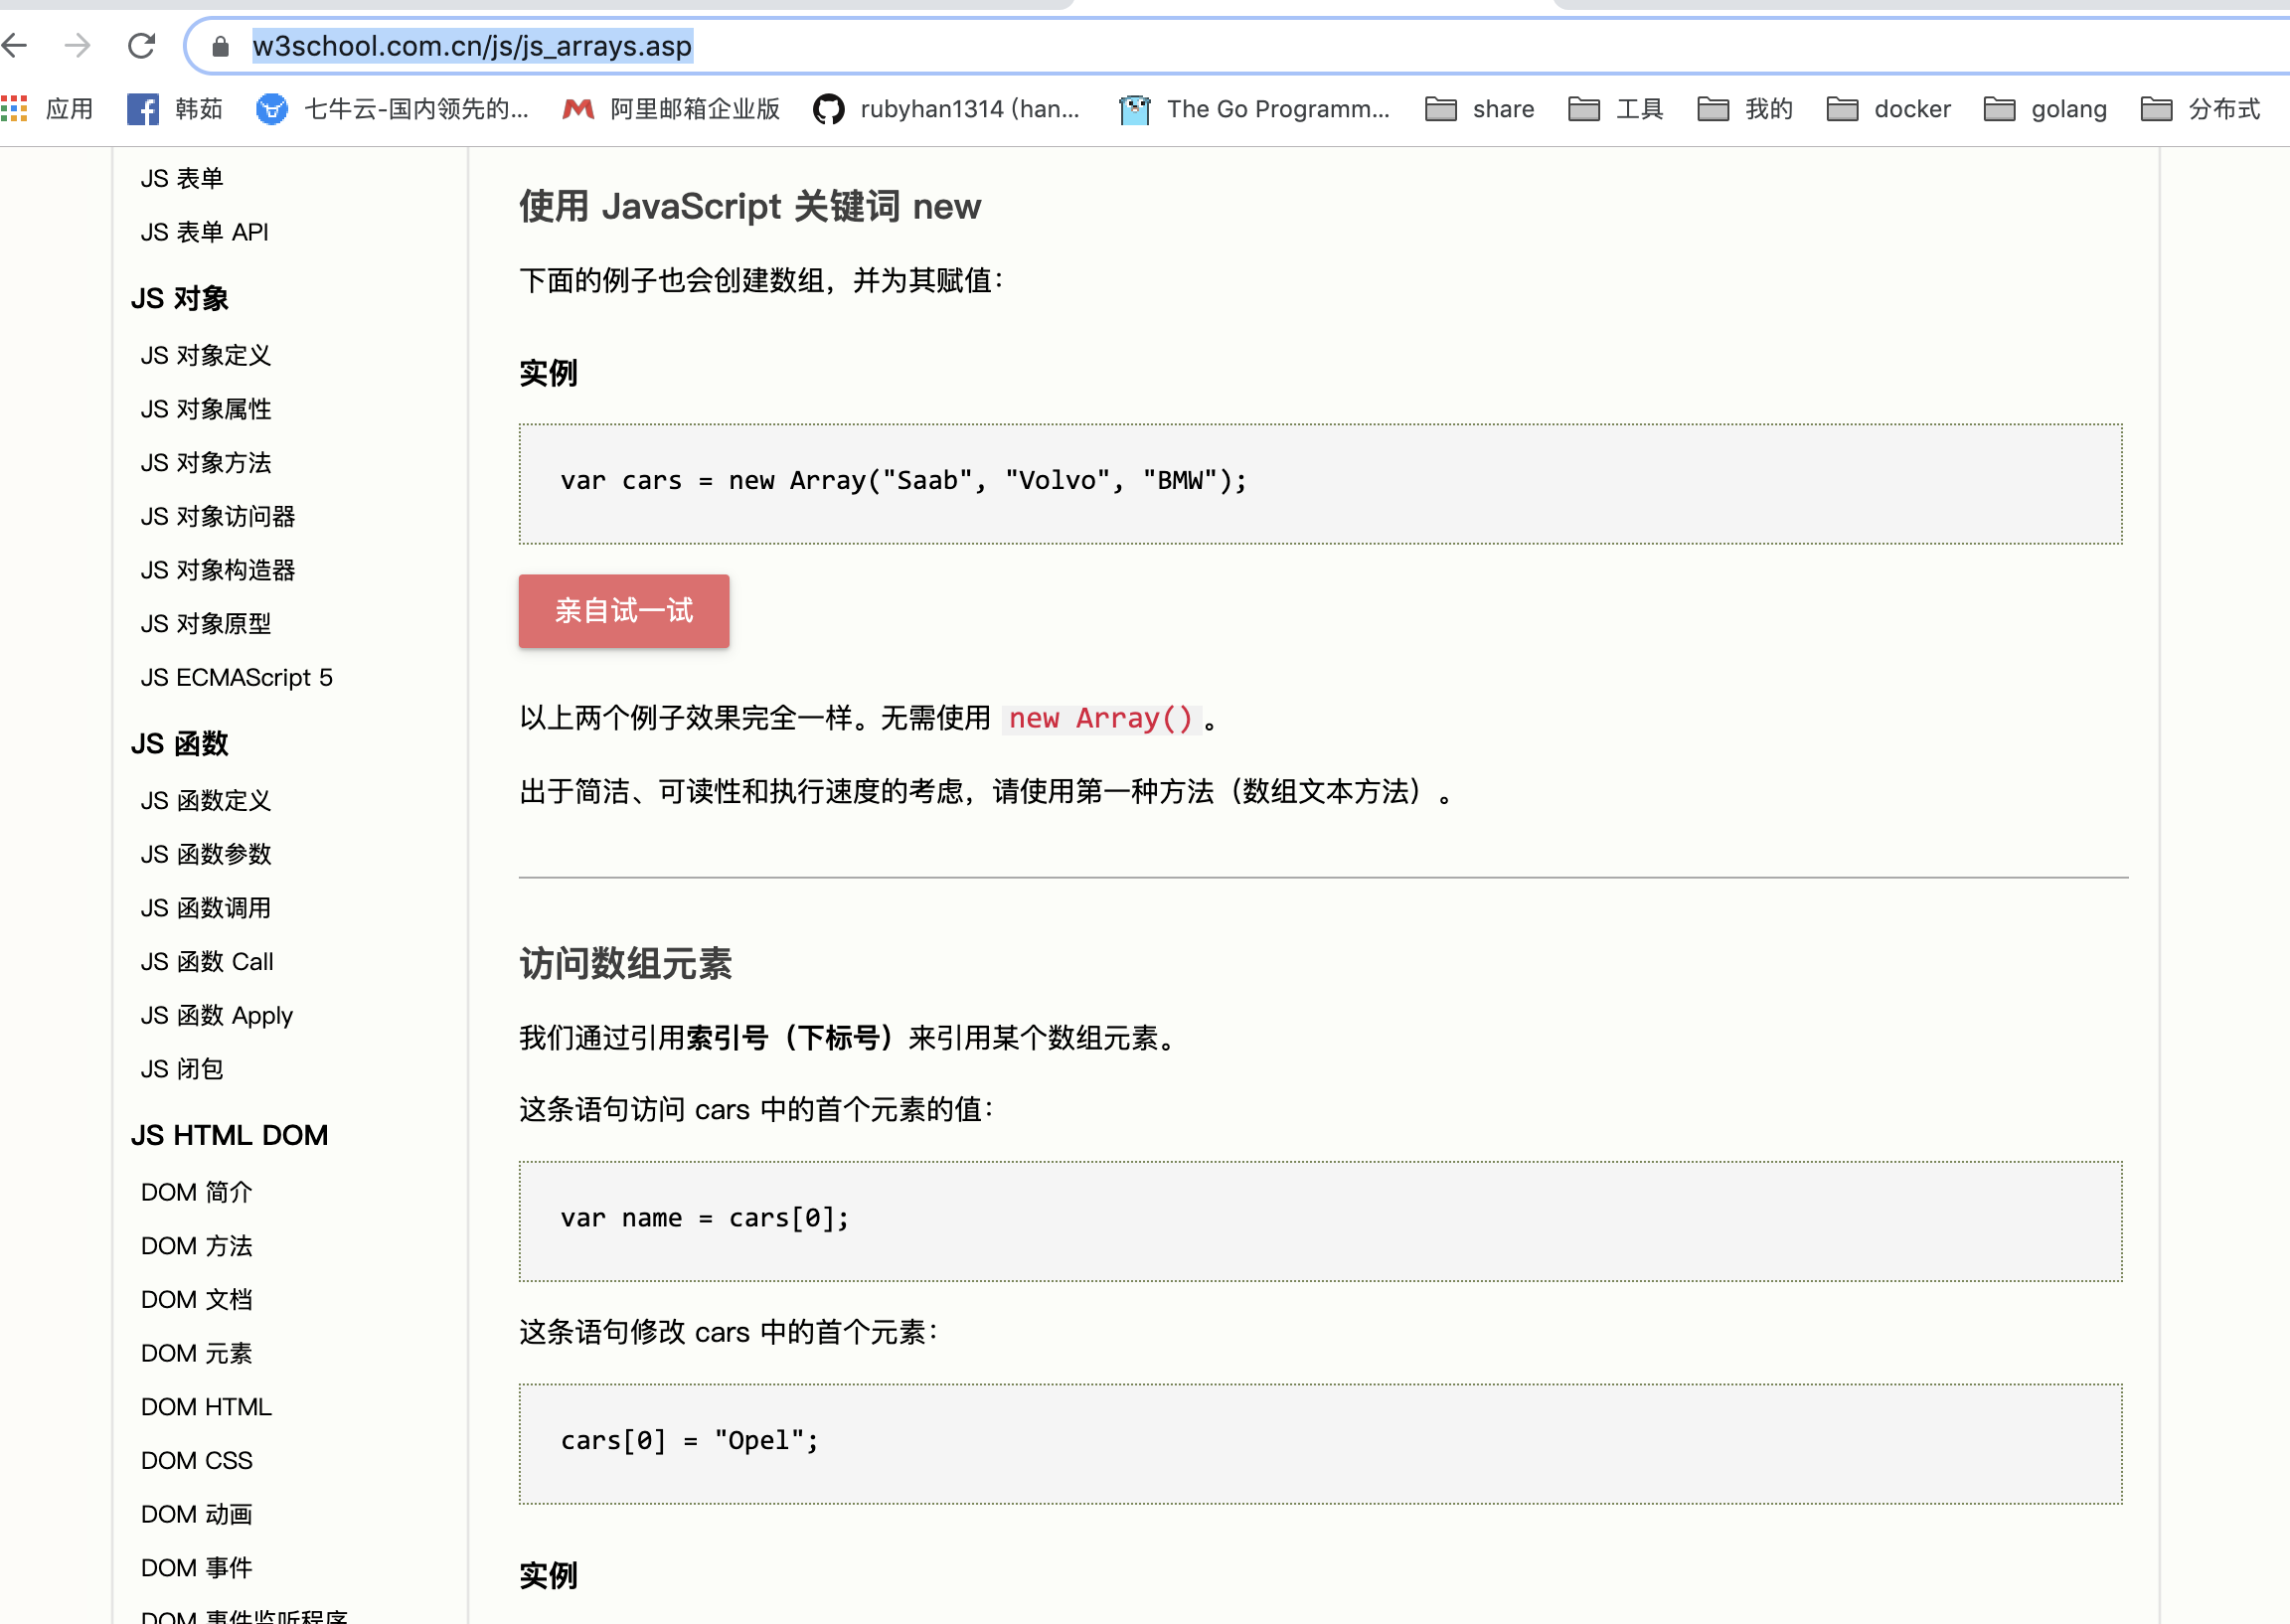 w3school.com.cn/js/js_arrays.asp
应用 韩茹 七牛云-国内领先的... 阿里邮箱企业版 rubyhan1314 (han... The Go Programm... share 工具 我的 docker golang 分布式
JS 表单
JS 表单 API
JS 对象
JS 对象定义
JS 对象属性
JS 对象方法
JS 对象访问器
JS 对象构造器
JS 对象原型
JS ECMAScript 5
JS 函数
JS 函数定义
JS 函数参数
JS 函数调用
JS 函数 Call
JS 函数 Apply
JS 闭包
JS HTML DOM
DOM 简介
DOM 方法
DOM 文档
DOM 元素
DOM HTML
DOM CSS
DOM 动画
DOM 事件
DOM 事件监听程序
使用 JavaScript 关键词 new
下面的例子也会创建数组，并为其赋值：
实例
var cars = new Array("Saab", "Volvo", "BMW");
亲自试一试
以上两个例子效果完全一样。无需使用 new Array()。
出于简洁、可读性和执行速度的考虑，请使用第一种方法（数组文本方法）。
访问数组元素
我们通过引用索引号（下标号）来引用某个数组元素。
这条语句访问 cars 中的首个元素的值：
var name = cars[0];
这条语句修改 cars 中的首个元素：
cars[0] = "Opel";
实例